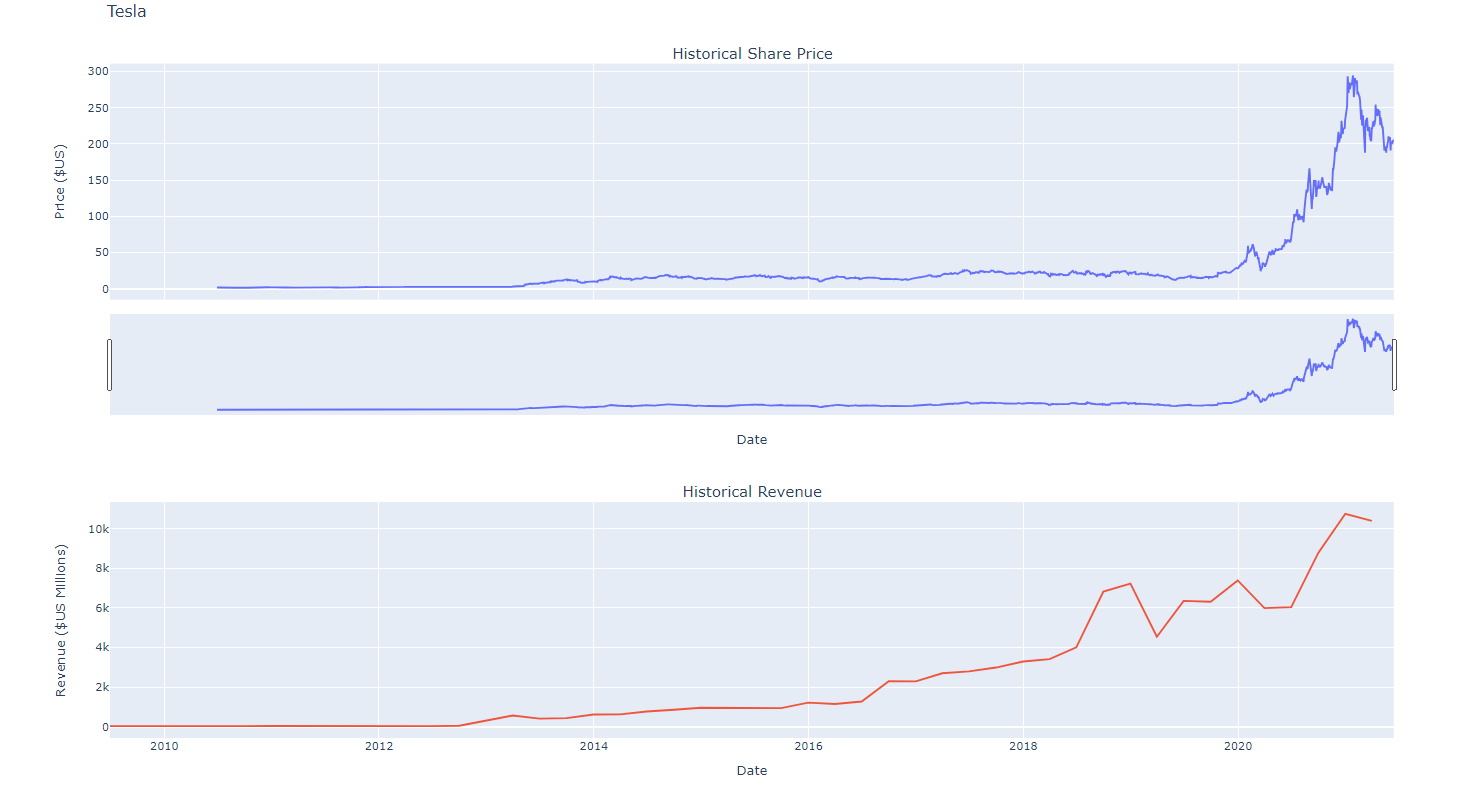 Tesla
Historical Share Price
300
250
200
150
100
50
0
Price ($US)
Date
Historical Revenue
10k
8k
6k
4k
2k
0
Revenue ($US Millions)
2010 2012 2014 2016 2018 2020
Date